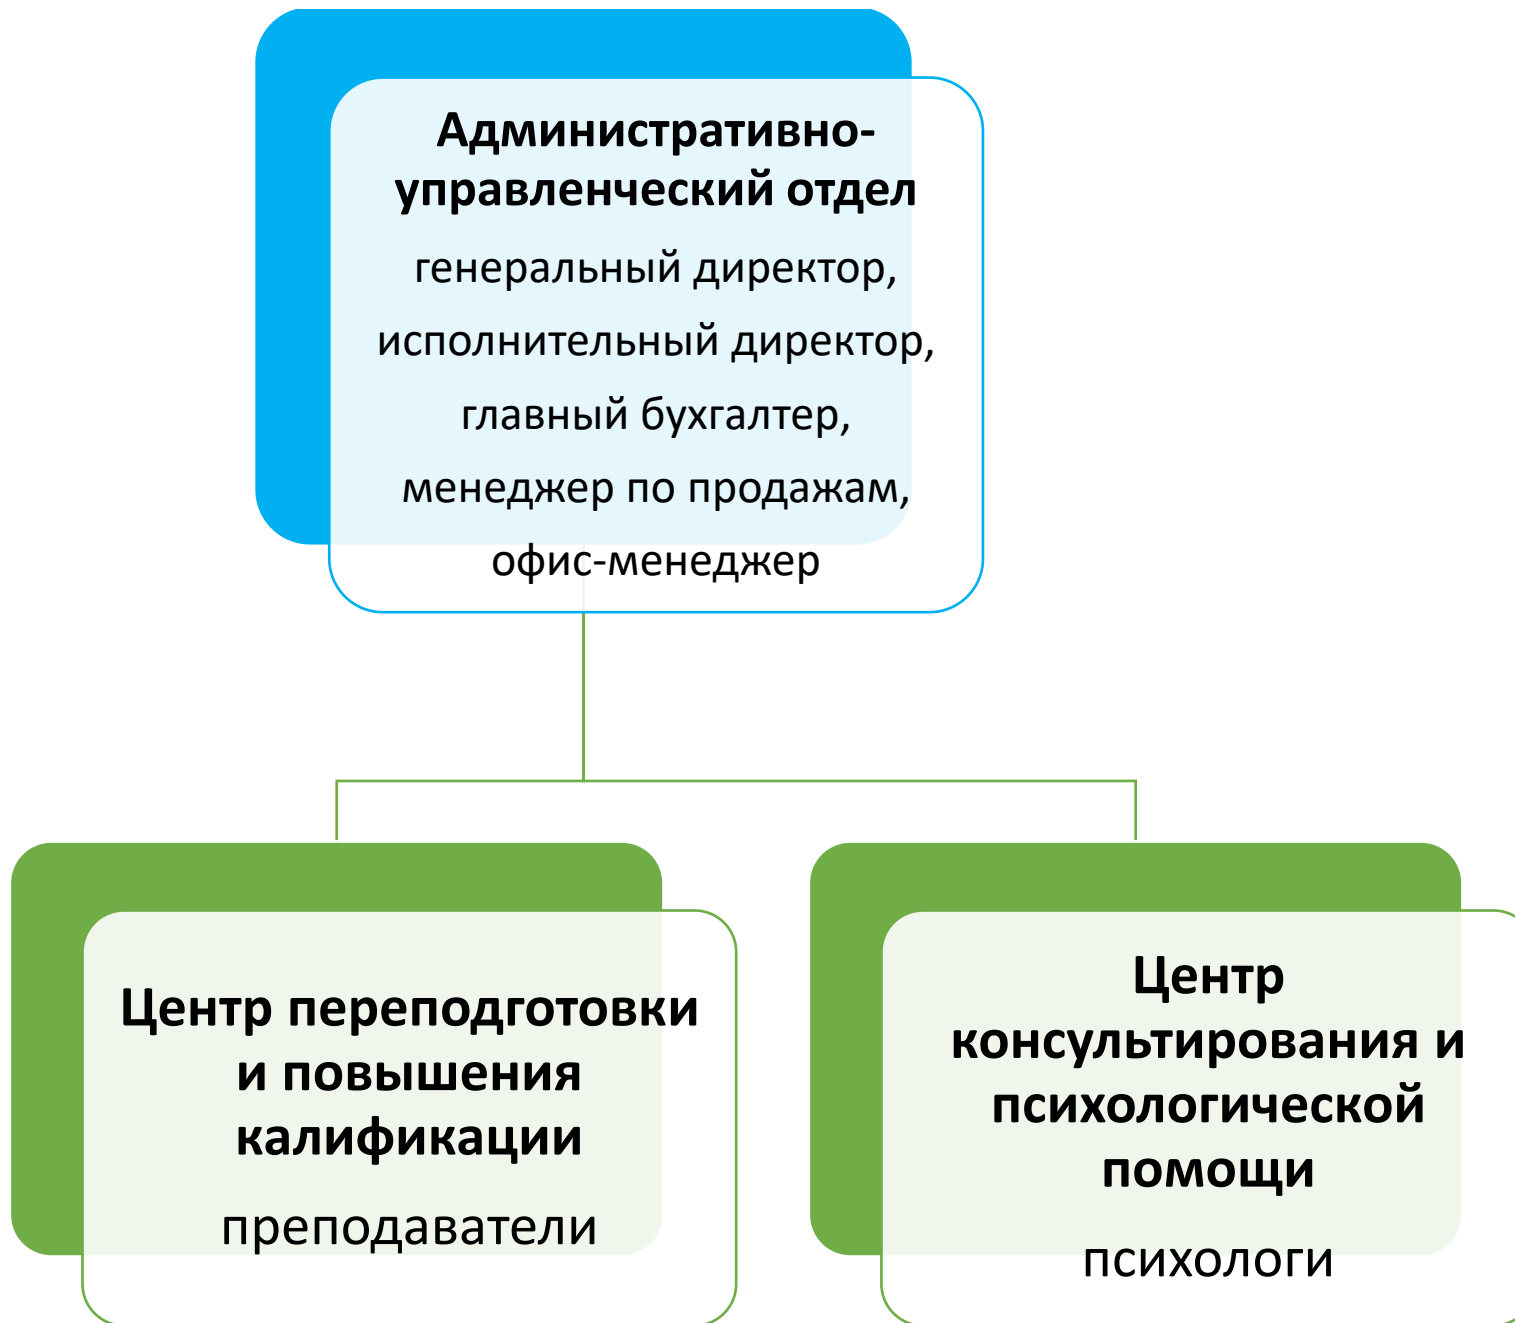 Административно-
управленческий отдел
генеральный директор,
исполнительный директор,
главный бухгалтер,
менеджер по продажам,
офис-менеджер
Центр переподготовки
и повышения
калификации
преподаватели
Центр
консультирования и
психологической
помощи
психологи